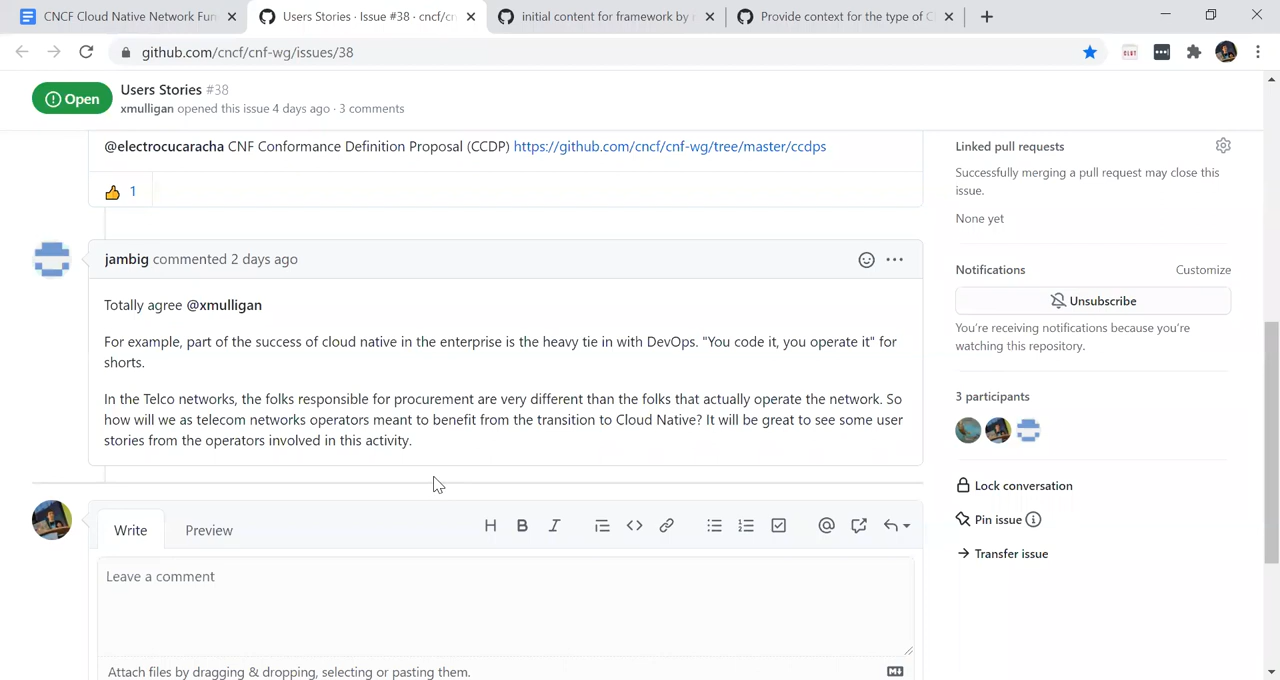 CNCF Cloud Native Network Fun
Users Stories · Issue #38 · cncf/cn
initial content for framework by
Provide context for the type of C
github.com/cncf/cnf-wg/issues/38
Open
Users Stories #38
xmulligan opened this issue 4 days ago · 3 comments
@electrocucaracha CNF Conformance Definition Proposal (CCDP) https://github.com/cncf/cnf-wg/tree/master/ccdps
1
jambig commented 2 days ago
Totally agree @xmulligan
For example, part of the success of cloud native in the enterprise is the heavy tie in with DevOps. "You code it, you operate it" for
shorts.
In the Telco networks, the folks responsible for procurement are very different than the folks that actually operate the network. So
how will we as telecom networks operators meant to benefit from the transition to Cloud Native? It will be great to see some user
stories from the operators involved in this activity.
Write
Preview
H B I
Leave a comment
Attach files by dragging & dropping, selecting or pasting them.
Linked pull requests
Successfully merging a pull request may close this
issue.
None yet
Notifications
Customize
Unsubscribe
You're receiving notifications because you're
watching this repository.
3 participants
Lock conversation
Pin issue
Transfer issue